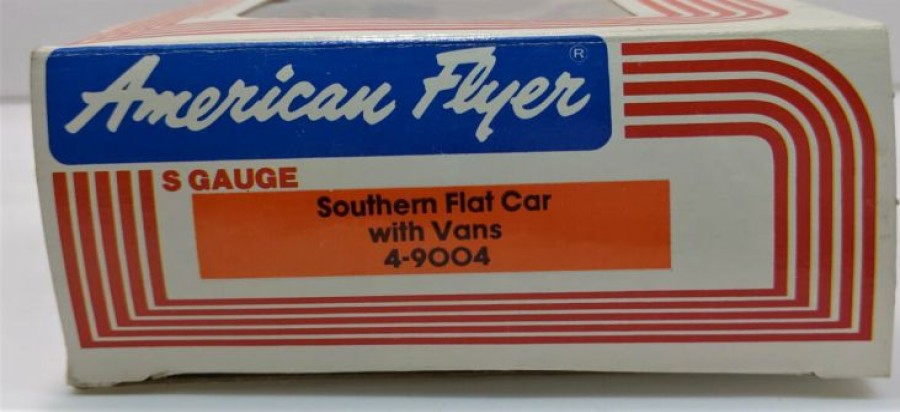 American Flyer ®
S GAUGE
Southern Flat Car
with Vans
4-9004